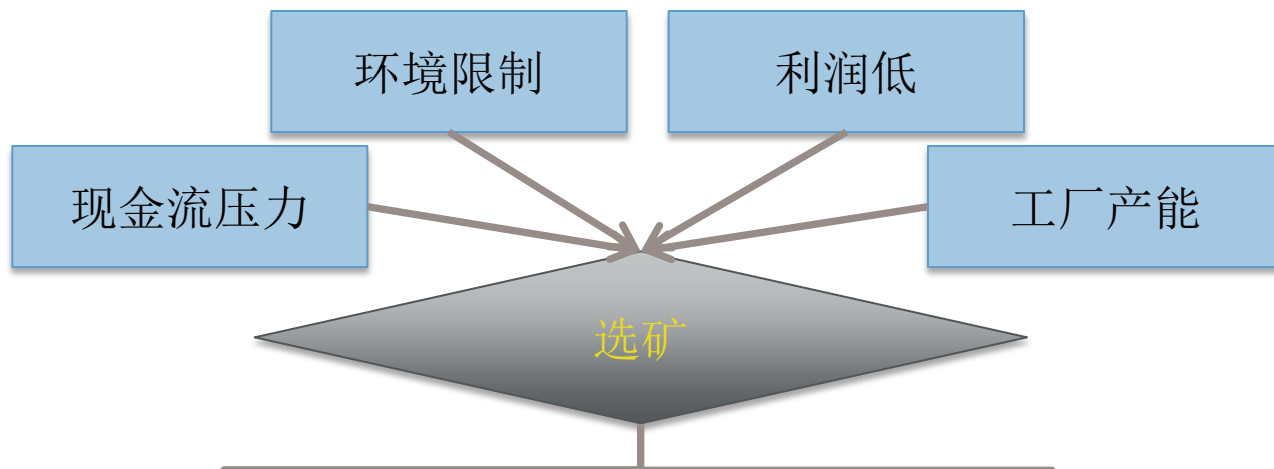 环境限制
利润低
现金流压力
工厂产能
选矿